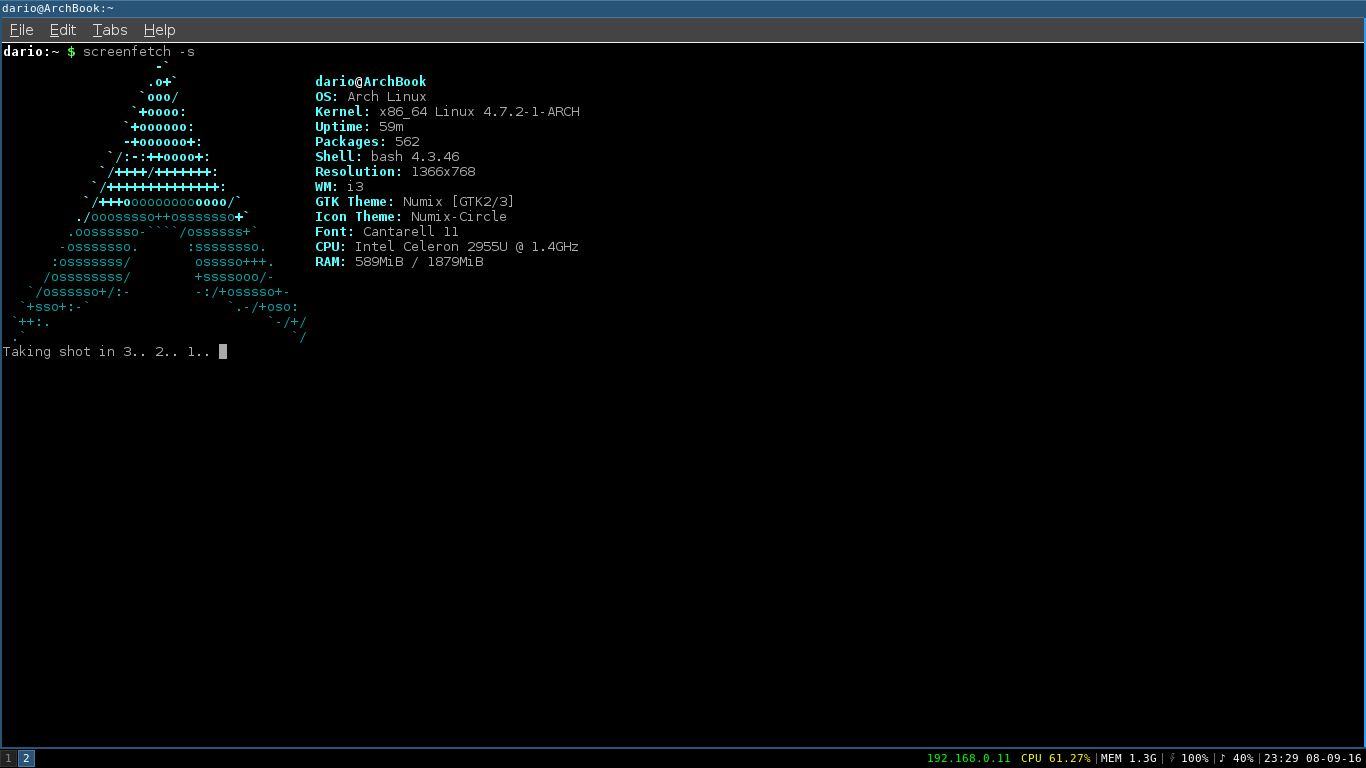 dario@ArchBook:~
File Edit Tabs Help
dario:~ $ screenfetch -s
                   -`
                  .o+`
                 `ooo/
                `+oooo:
               `+oooooo:
               -+oooooo+:
             `/:-:++oooo+:
            `/++++/+++++++:
           `/++++++++++++++:
          `/+++ooooooooooooo/`
         ./ooosssso++osssssso+`
        .oossssso-````/ossssss+`
       -osssssso.      :ssssssso.
      :osssssss/        osssso+++.
     /ossssssss/        +ssssooo/-
   `/ossssso+/:-        -:/+osssso+-
  `+sso+:-`                 `.-/+oso:
 `++:.                           `-/+/
 .`                                 `/
dario@ArchBook
OS: Arch Linux
Kernel: x86_64 Linux 4.7.2-1-ARCH
Uptime: 59m
Packages: 562
Shell: bash 4.3.46
Resolution: 1366x768
WM: i3
GTK Theme: Numix [GTK2/3]
Icon Theme: Numix-Circle
Font: Cantarell 11
CPU: Intel Celeron 2955U @ 1.4GHz
RAM: 589MiB / 1879MiB
Taking shot in 3.. 2.. 1..
1 2 192.168.0.11 CPU 61.27%|MEM 1.3G|⚡ 100%|♪ 40%|23:29 08-09-16